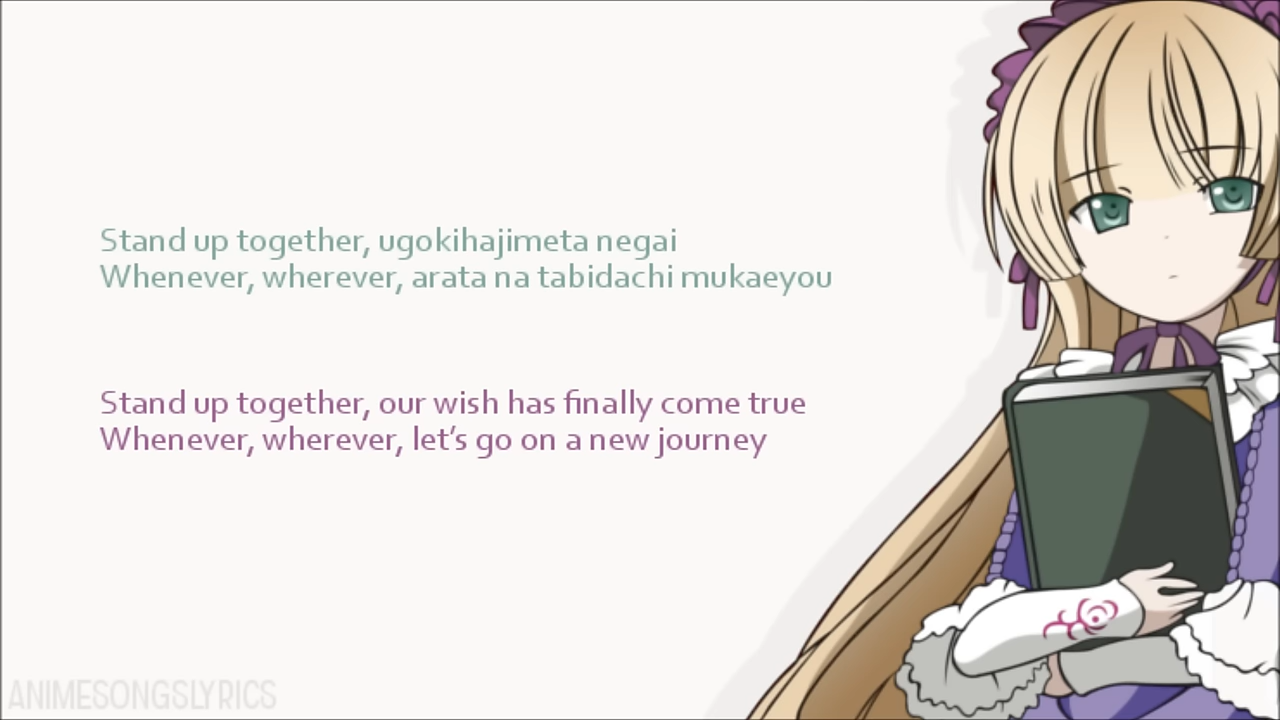 Stand up together, ugokihajimeta negai
Whenever, wherever, arata na tabidachi mukaeyou
Stand up together, our wish has finally come true
Whenever, wherever, let's go on a new journey
ANIMESONGSLYRICS